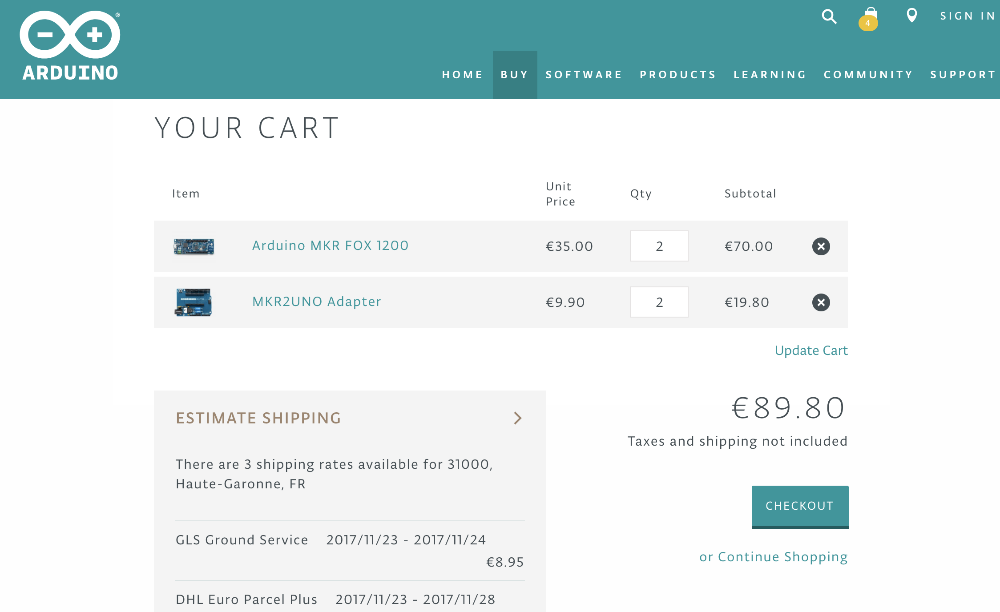 ®
ARDUINO
4
SIGN IN
HOME BUY SOFTWARE PRODUCTS LEARNING COMMUNITY SUPPORT
YOUR CART
Item Unit Price Qty Subtotal
Arduino MKR FOX 1200 €35.00 2 €70.00
MKR2UNO Adapter €9.90 2 €19.80
Update Cart
ESTIMATE SHIPPING
There are 3 shipping rates available for 31000,
Haute-Garonne, FR
GLS Ground Service 2017/11/23 - 2017/11/24
€8.95
DHL Euro Parcel Plus 2017/11/23 - 2017/11/28
€89.80
Taxes and shipping not included
CHECKOUT
or Continue Shopping